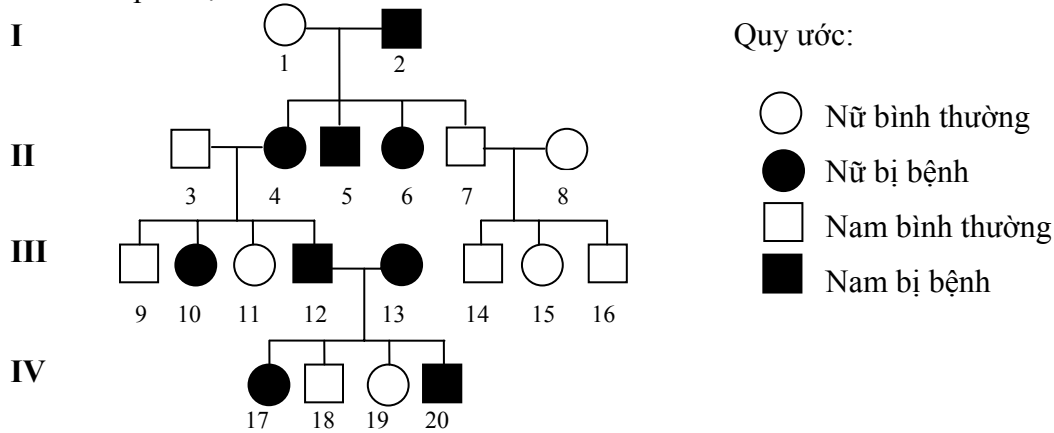 I
1 2
Quy ước:
Nữ bình thường
II
3 4 5 6 7 8
Nữ bị bệnh
Nam bình thường
III
9 10 11 12 13 14 15 16
Nam bị bệnh
IV
17 18 19 20